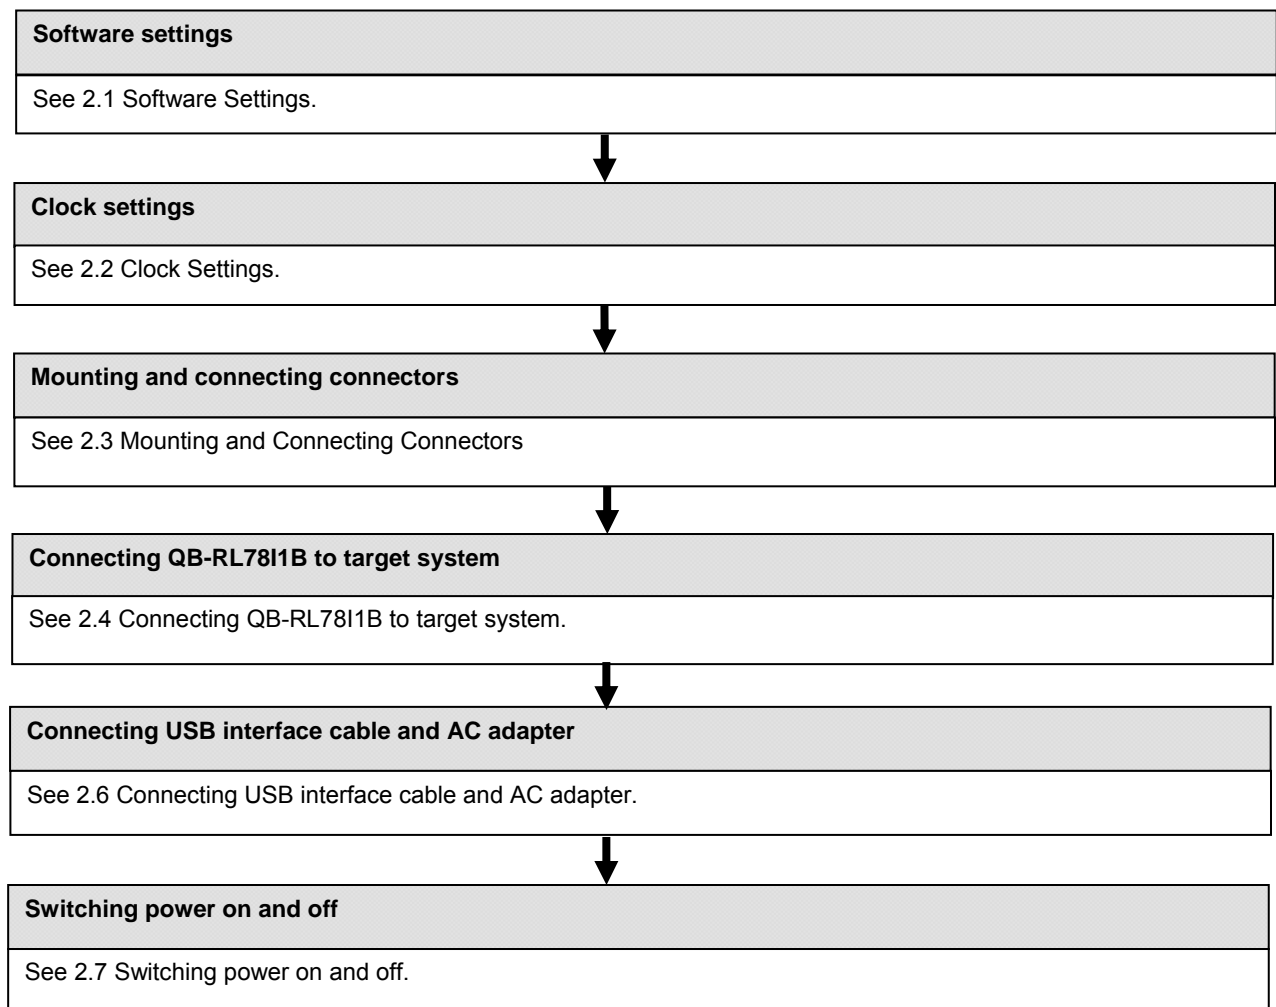 Software settings
See 2.1 Software Settings.
Clock settings
See 2.2 Clock Settings.
Mounting and connecting connectors
See 2.3 Mounting and Connecting Connectors
Connecting QB-RL78I1B to target system
See 2.4 Connecting QB-RL78I1B to target system.
Connecting USB interface cable and AC adapter
See 2.6 Connecting USB interface cable and AC adapter.
Switching power on and off
See 2.7 Switching power on and off.